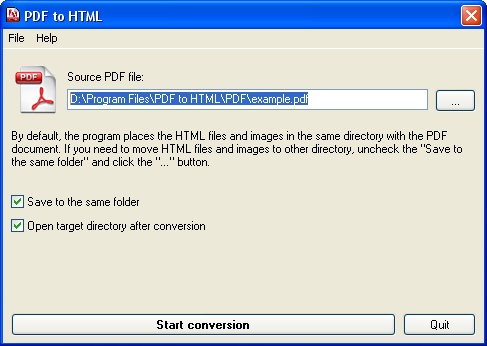 PDF to HTML
File Help
PDF
Source PDF file:
D:\Program Files\PDF to HTML\PDF\example.pdf
...
By default, the program places the HTML files and images in the same directory with the PDF
document. If you need to move HTML files and images to other directory, uncheck the "Save to
the same folder" and click the "..." button.
Save to the same folder
Open target directory after conversion
Start conversion Quit